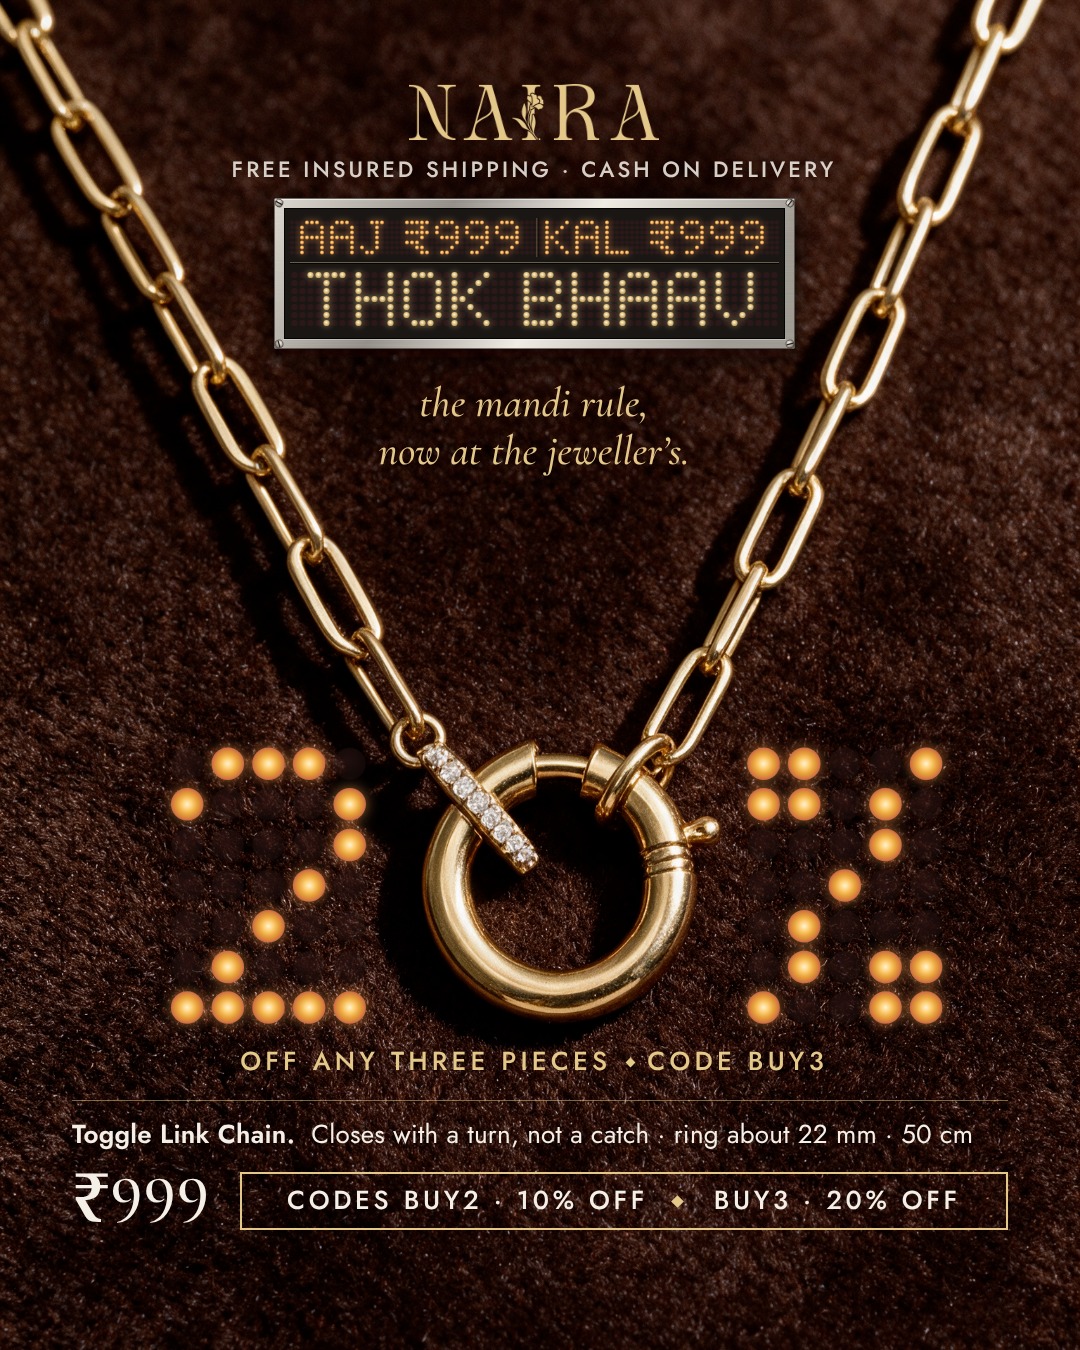 NAIRA
FREE INSURED SHIPPING · CASH ON DELIVERY
AAJ ₹999 KAL ₹999
THOK BHAAV
the mandi rule,
now at the jeweller's.
2 %
OFF ANY THREE PIECES ◆ CODE BUY3
Toggle Link Chain. Closes with a turn, not a catch · ring about 22 mm · 50 cm
₹999
CODES BUY2 · 10% OFF ◆ BUY3 · 20% OFF